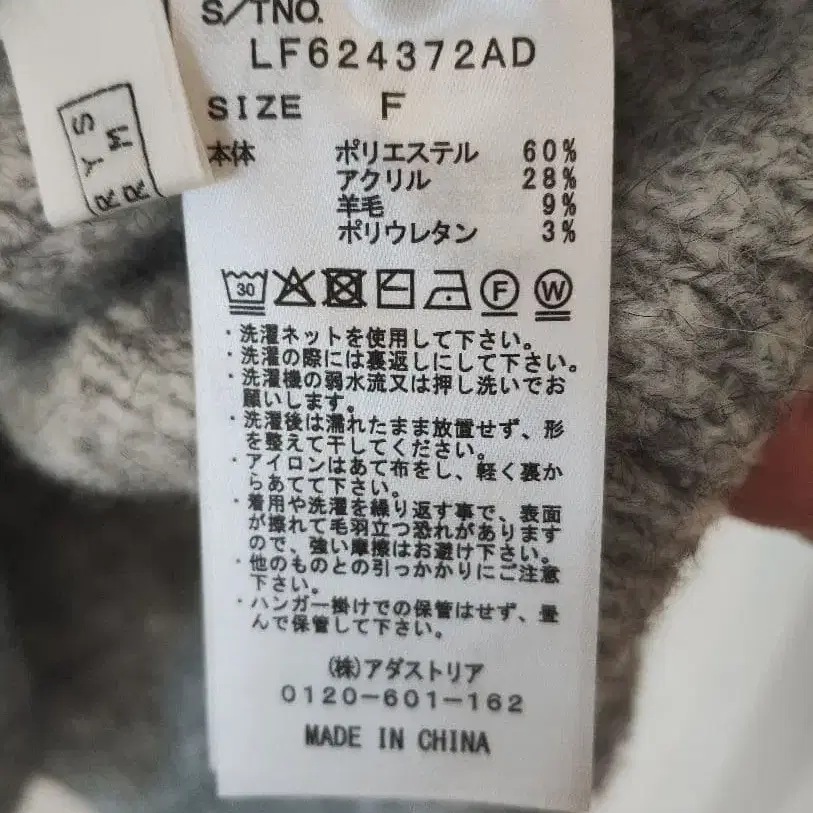 S/TNO.
LF624372AD
SIZE F
本体 ポリエステル 60%
アクリル 28%
羊毛 9%
ポリウレタン 3%
30 F W
・洗濯ネットを使用して下さい。
・洗濯の際には裏返しにして下さい。
・洗濯機の弱水流又は押し洗いでお
願いします。
・洗濯後は濡れたまま放置せず、形
を整えて干してください。
・アイロンはあて布をし、軽く裏か
らあてて下さい。
・着用や洗濯を繰り返す事で、表面
が擦れて毛羽立つ恐れがあります
ので、強い摩擦はお避け下さい。
・他のものとの引っかかりにご注意
下さい。
・ハンガー掛けでの保管はせず、畳
んで保管して下さい。
(株)アダストリア
0120-601-162
MADE IN CHINA